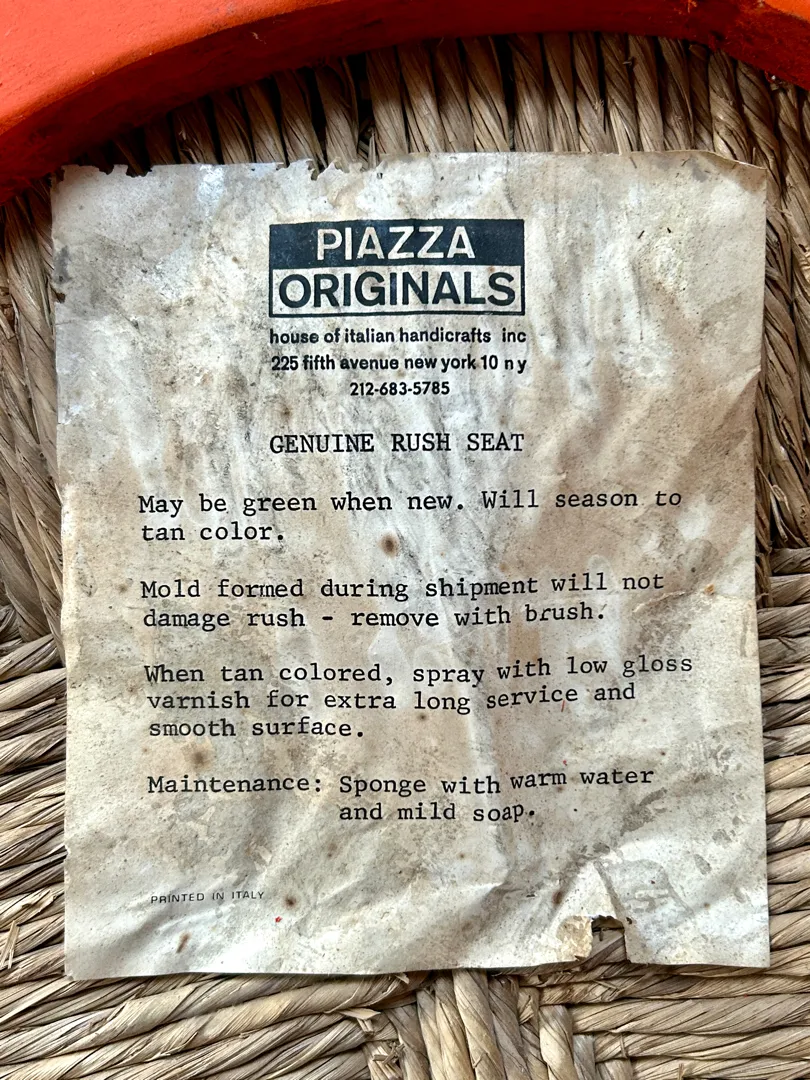 PIAZZA
ORIGINALS
house of italian handicrafts inc
225 fifth avenue new york 10 n y
212-683-5785
GENUINE RUSH SEAT
May be green when new. Will season to
tan color.
Mold formed during shipment will not
damage rush - remove with brush.
When tan colored, spray with low gloss
varnish for extra long service and
smooth surface.
Maintenance: Sponge with warm water
and mild soap.
PRINTED IN ITALY